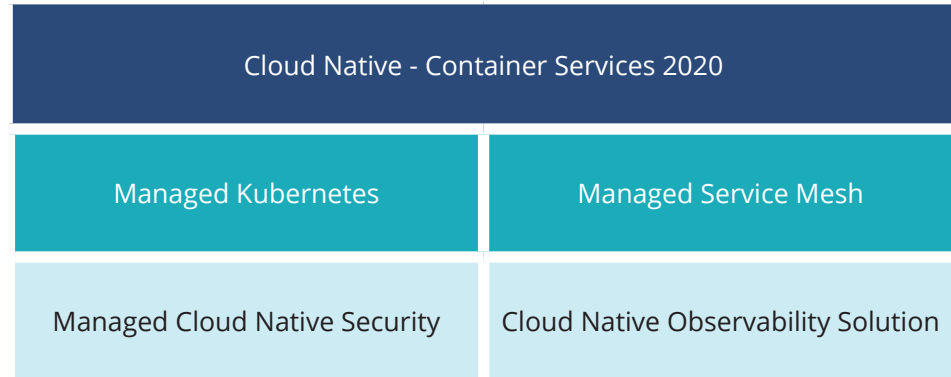 Cloud Native - Container Services 2020
Managed Kubernetes
Managed Service Mesh
Managed Cloud Native Security
Cloud Native Observability Solution